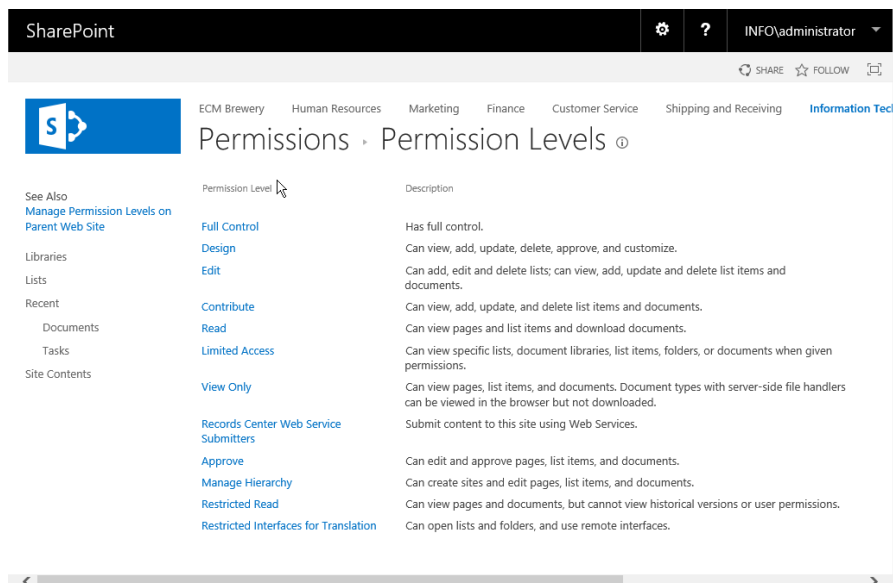 SharePoint
?
INFO\administrator
SHARE
FOLLOW
S
ECM Brewery Human Resources Marketing Finance Customer Service Shipping and Receiving Information Tec
Permissions Permission Levels
See Also
Manage Permission Levels on
Parent Web Site
Libraries
Lists
Recent
Documents
Tasks
Site Contents
Permission Level Description
Full Control Has full control.
Design Can view, add, update, delete, approve, and customize.
Edit Can add, edit and delete lists; can view, add, update and delete list items and
documents.
Contribute Can view, add, update, and delete list items and documents.
Read Can view pages and list items and download documents.
Limited Access Can view specific lists, document libraries, list items, folders, or documents when given
permissions.
View Only Can view pages, list items, and documents. Document types with server-side file handlers
can be viewed in the browser but not downloaded.
Records Center Web Service Submit content to this site using Web Services.
Submitters
Approve Can edit and approve pages, list items, and documents.
Manage Hierarchy Can create sites and edit pages, list items, and documents.
Restricted Read Can view pages and documents, but cannot view historical versions or user permissions.
Restricted Interfaces for Translation Can open lists and folders, and use remote interfaces.